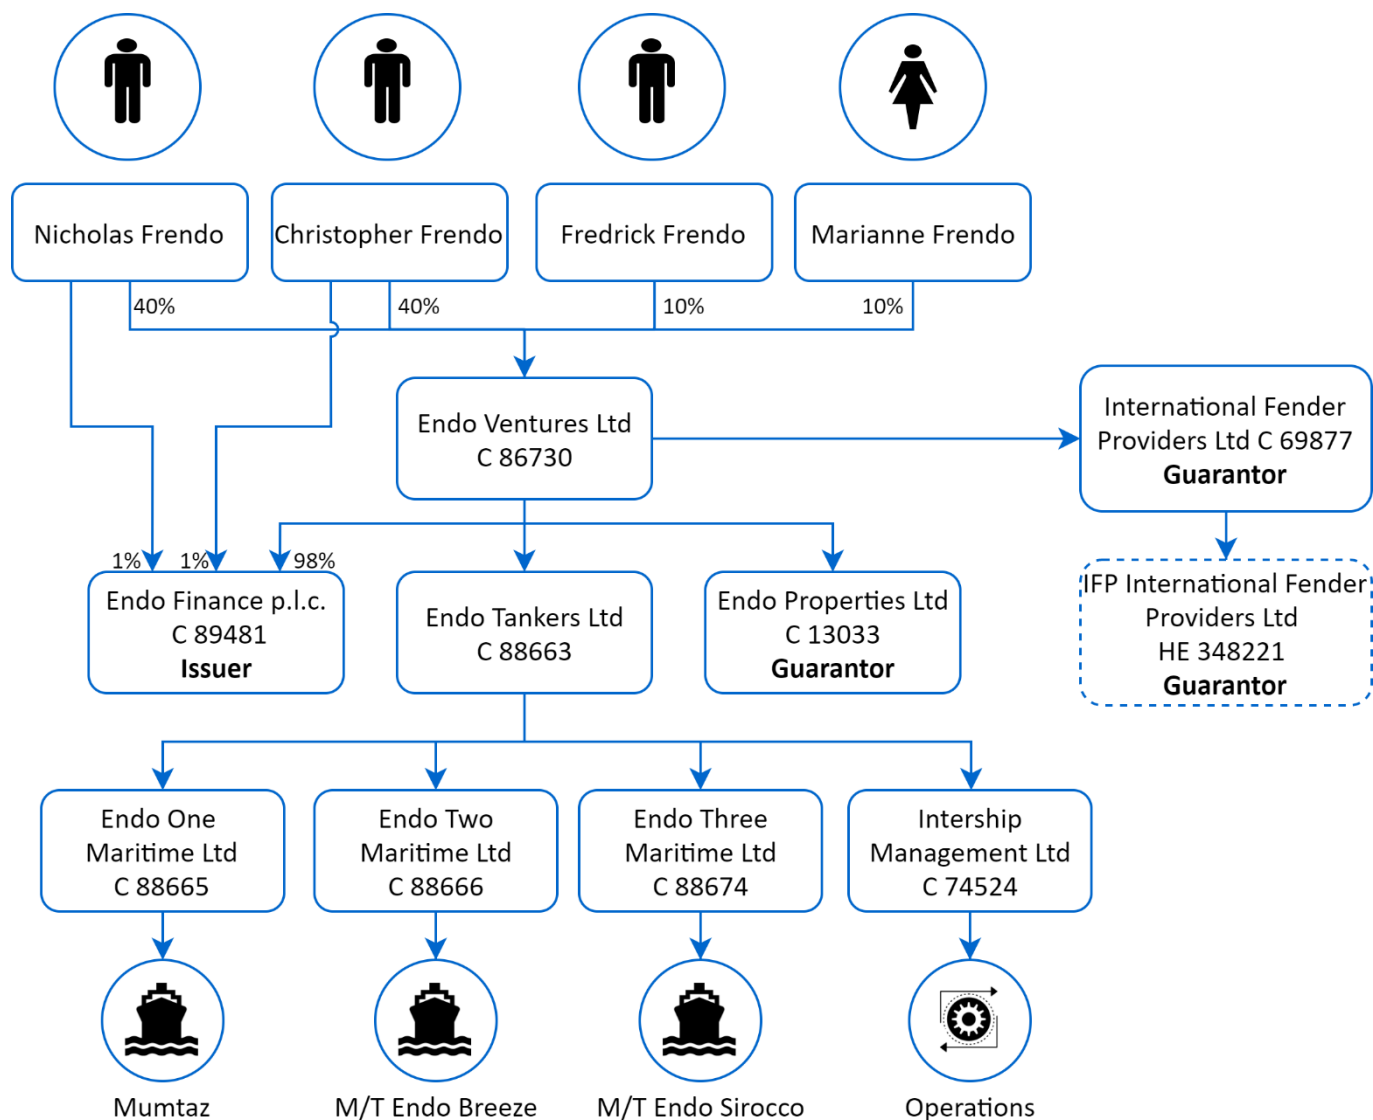 Nicholas Frendo
Christopher Frendo
Fredrick Frendo
Marianne Frendo
40%
40%
10%
10%
Endo Ventures Ltd
C 86730
International Fender
Providers Ltd C 69877
Guarantor
1%
1%
98%
Endo Finance p.l.c.
C 89481
Issuer
Endo Tankers Ltd
C 88663
Endo Properties Ltd
C 13033
Guarantor
IFP International Fender
Providers Ltd
HE 348221
Guarantor
Endo One
Maritime Ltd
C 88665
Endo Two
Maritime Ltd
C 88666
Endo Three
Maritime Ltd
C 88674
Intership
Management Ltd
C 74524
Mumtaz
M/T Endo Breeze
M/T Endo Sirocco
Operations